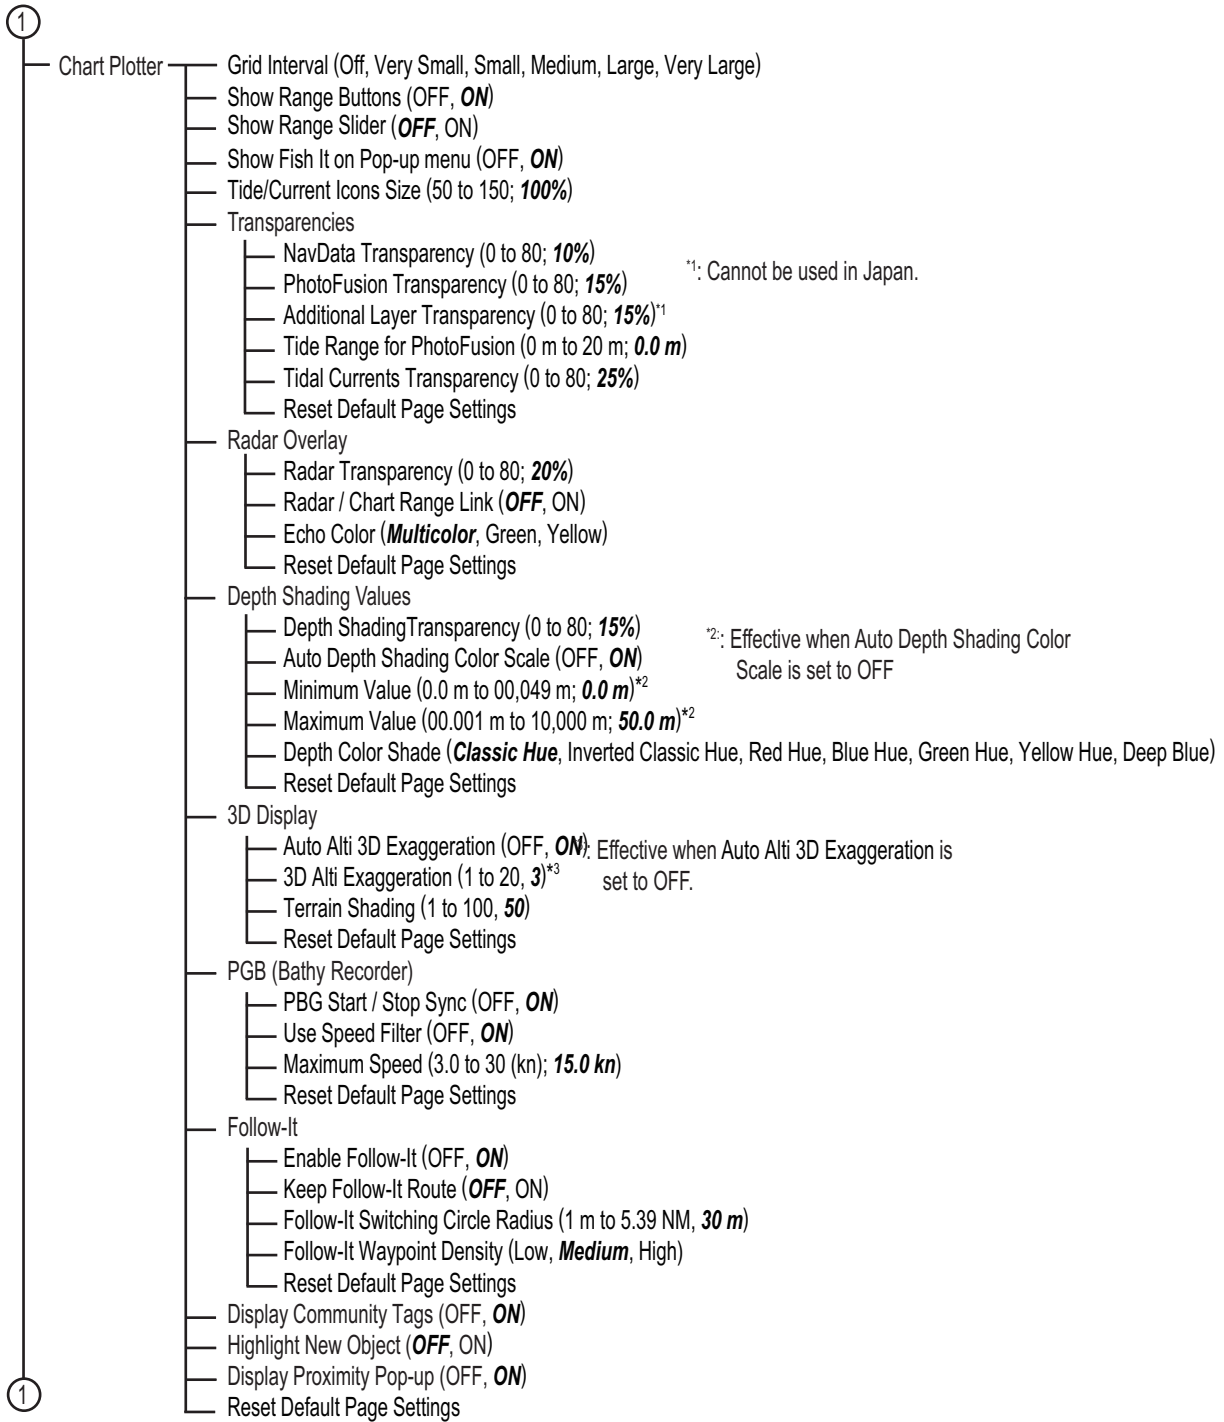 1
Chart Plotter
Grid Interval (Off, Very Small, Small, Medium, Large, Very Large)
Show Range Buttons (OFF, ON)
Show Range Slider (OFF, ON)
Show Fish It on Pop-up menu (OFF, ON)
Tide/Current Icons Size (50 to 150; 100%)
Transparencies
NavData Transparency (0 to 80; 10%)
*1: Cannot be used in Japan.
PhotoFusion Transparency (0 to 80; 15%)
Additional Layer Transparency (0 to 80; 15%)*1
Tide Range for PhotoFusion (0 m to 20 m; 0.0 m)
Tidal Currents Transparency (0 to 80; 25%)
Reset Default Page Settings
Radar Overlay
Radar Transparency (0 to 80; 20%)
Radar / Chart Range Link (OFF, ON)
Echo Color (Multicolor, Green, Yellow)
Reset Default Page Settings
Depth Shading Values
Depth ShadingTransparency (0 to 80; 15%)
*2:: Effective when Auto Depth Shading Color
Scale is set to OFF
Auto Depth Shading Color Scale (OFF, ON)
Minimum Value (0.0 m to 00,049 m; 0.0 m)*2
Maximum Value (00.001 m to 10,000 m; 50.0 m)*2
Depth Color Shade (Classic Hue, Inverted Classic Hue, Red Hue, Blue Hue, Green Hue, Yellow Hue, Deep Blue)
Reset Default Page Settings
3D Display
Auto Alti 3D Exaggeration (OFF, ON)
: Effective when Auto Alti 3D Exaggeration is
set to OFF.
3D Alti Exaggeration (1 to 20, 3)*3
Terrain Shading (1 to 100, 50)
Reset Default Page Settings
PGB (Bathy Recorder)
PBG Start / Stop Sync (OFF, ON)
Use Speed Filter (OFF, ON)
Maximum Speed (3.0 to 30 (kn); 15.0 kn)
Reset Default Page Settings
Follow-It
Enable Follow-It (OFF, ON)
Keep Follow-It Route (OFF, ON)
Follow-It Switching Circle Radius (1 m to 5.39 NM, 30 m)
Follow-It Waypoint Density (Low, Medium, High)
Reset Default Page Settings
Display Community Tags (OFF, ON)
Highlight New Object (OFF, ON)
Display Proximity Pop-up (OFF, ON)
Reset Default Page Settings
1